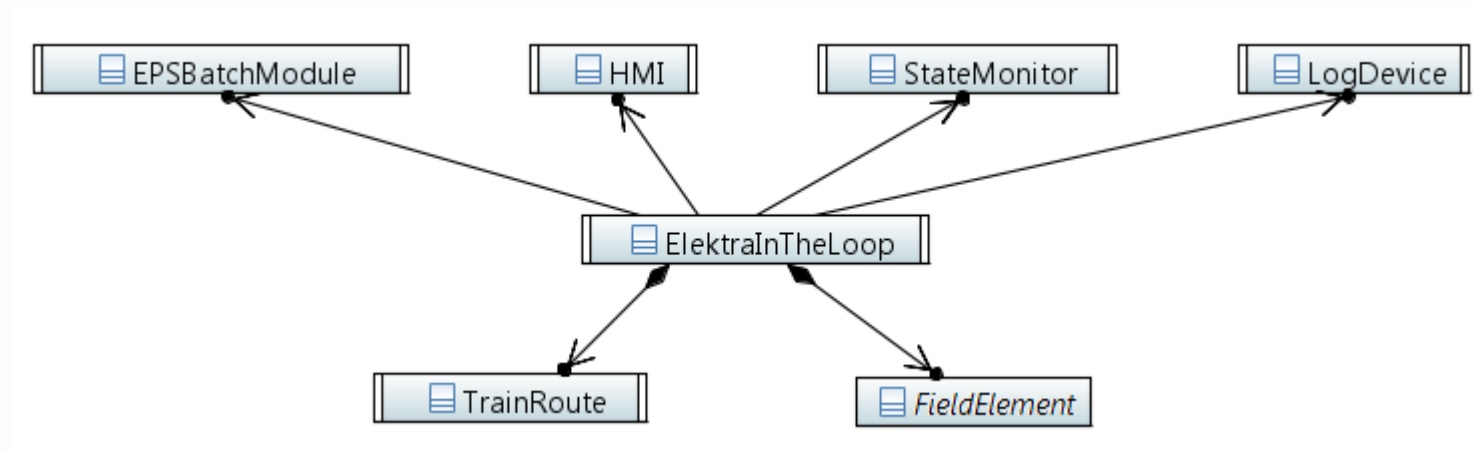 EPSBatchModule
HMI
StateMonitor
LogDevice
ElektraInTheLoop
TrainRoute
FieldElement